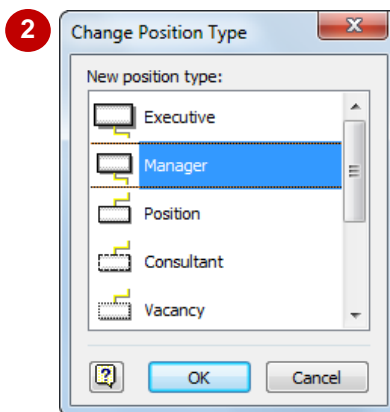 2
Change Position Type
New position type:
Executive
Manager
Position
Consultant
Vacancy
? OK Cancel